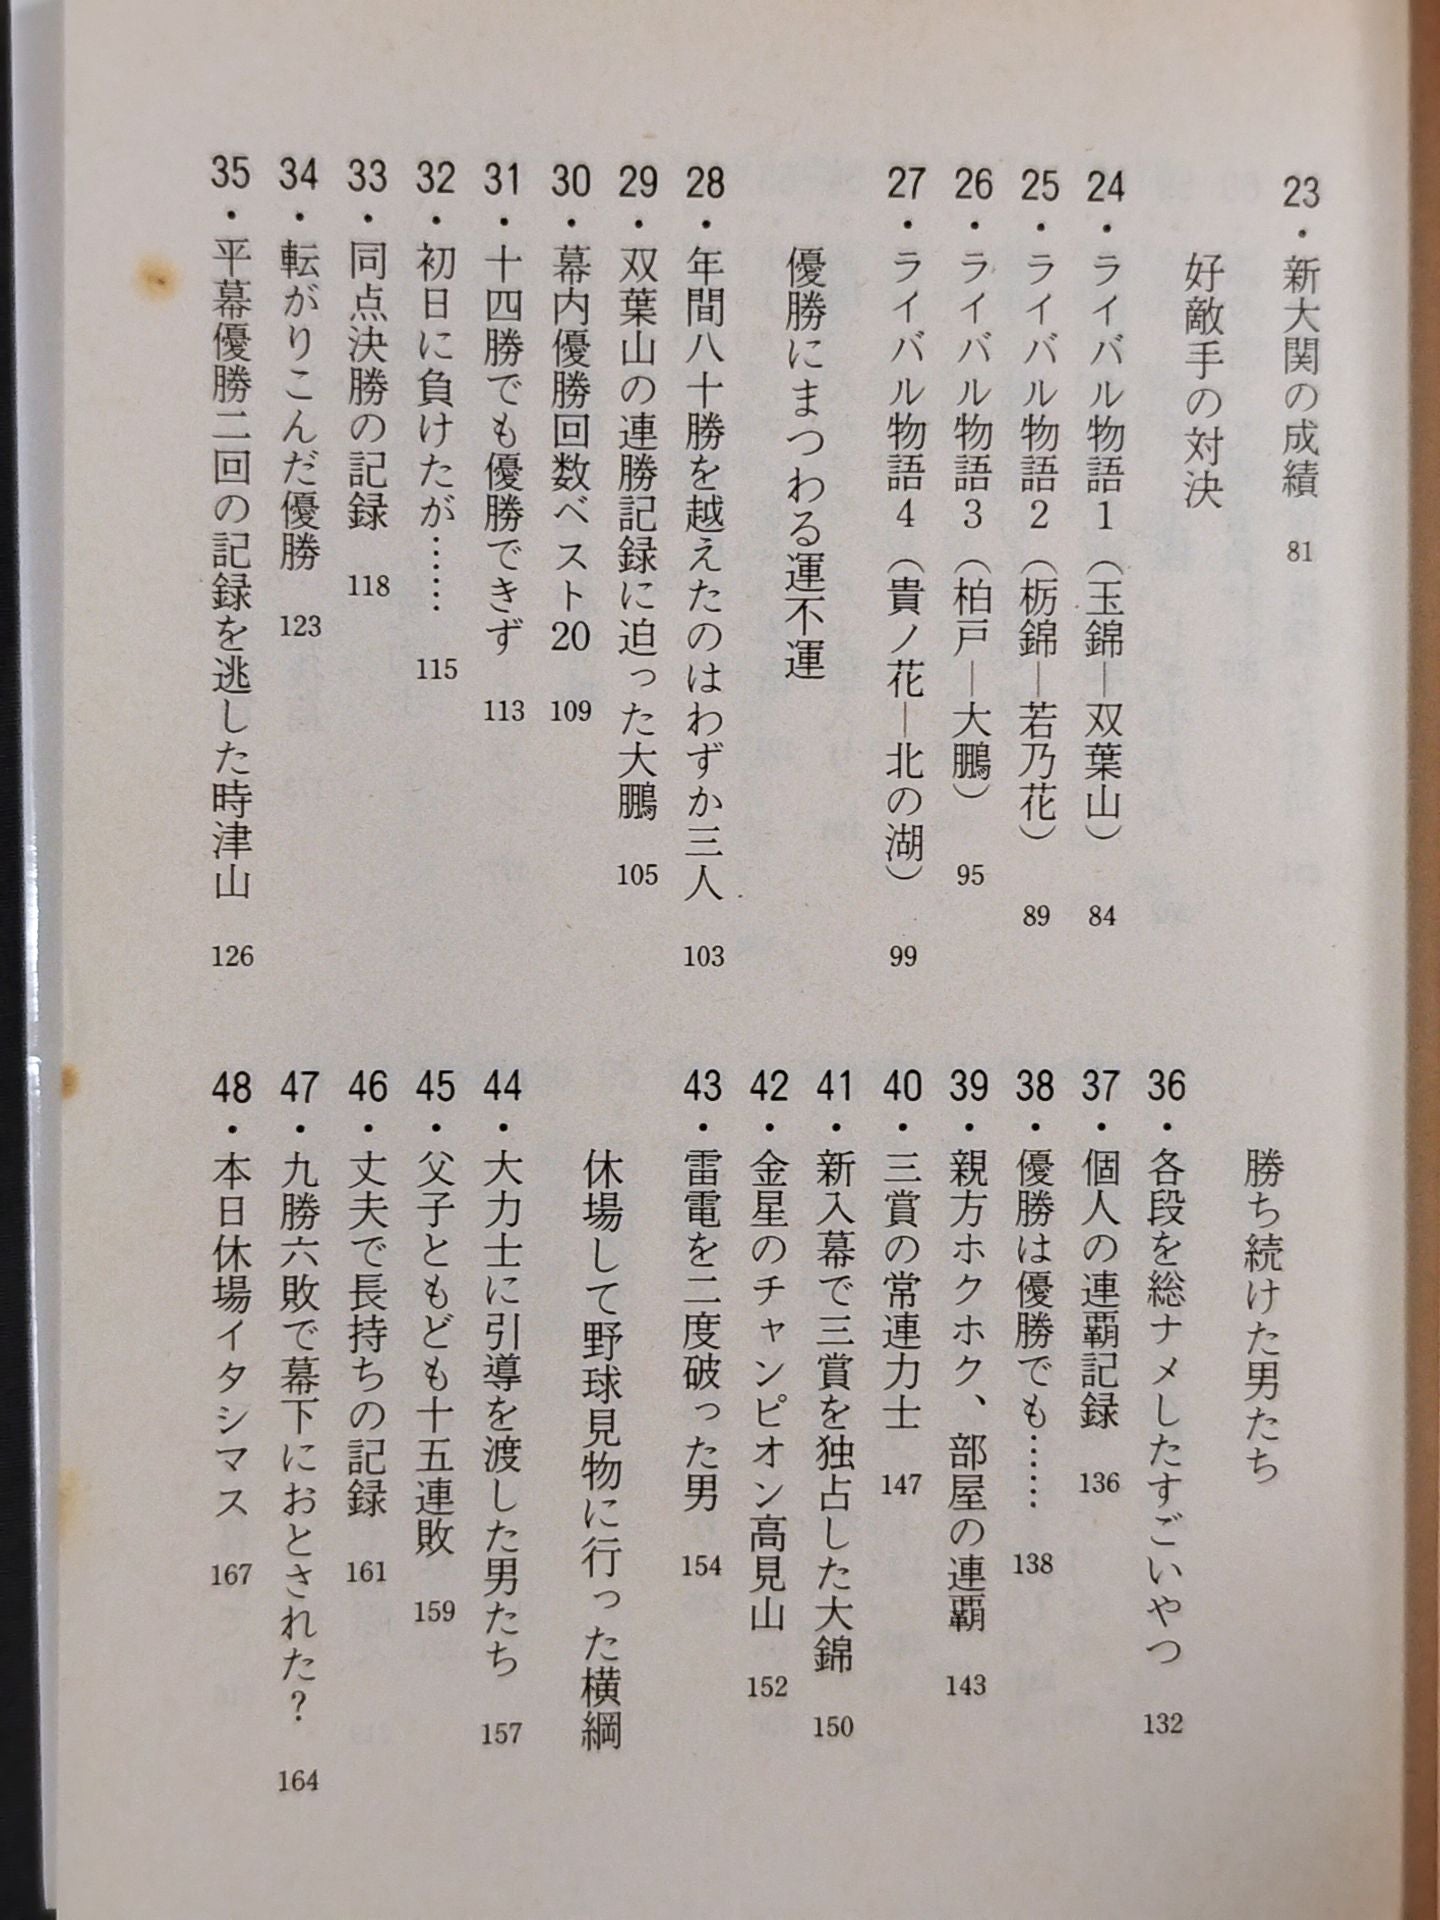 23・新大関の成績 81
好敵手の対決
24・ライバル物語1（玉錦―双葉山） 84
25・ライバル物語2（栃錦―若乃花） 89
26・ライバル物語3（柏戸―大鵬） 95
27・ライバル物語4（貴ノ花―北の湖） 99
優勝にまつわる運不運
28・年間八十勝を越えたのはわずか三人 103
29・双葉山の連勝記録に迫った大鵬 105
30・幕内優勝回数ベスト20 109
31・十四勝でも優勝できず 113
32・初日に負けたが…… 115
33・同点決勝の記録 118
34・転がりこんだ優勝 123
35・平幕優勝二回の記録を逃した時津山 126
勝ち続けた男たち
36・各段を総ナメしたすごいやつ 132
37・個人の連覇記録 136
38・優勝は優勝でも…… 138
39・親方ホクホク、部屋の連覇 143
40・三賞の常連力士 147
41・新入幕で三賞を独占した大錦 150
42・金星のチャンピオン高見山 152
43・雷電を二度破った男 154
休場して野球見物に行った横綱
44・大力士に引導を渡した男たち 157
45・父子ともども十五連敗 159
46・丈夫で長持ちの記録 161
47・九勝六敗で幕下におとされた？ 164
48・本日休場イタシマス 167